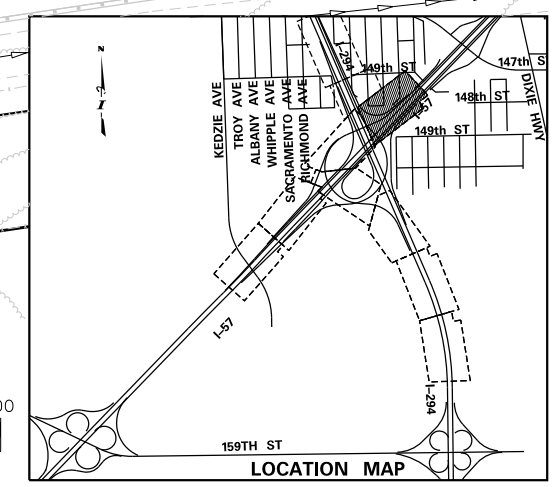 N
I-294
147th ST
149th ST
148th ST
DIXIE HWY
I-57
149th ST
KEDZIE AVE
TROY AVE
ALBANY AVE
WHIPPLE AVE
SACRAMENTO AVE
RICHMOND AVE
I-57
I-294
159TH ST
LOCATION MAP